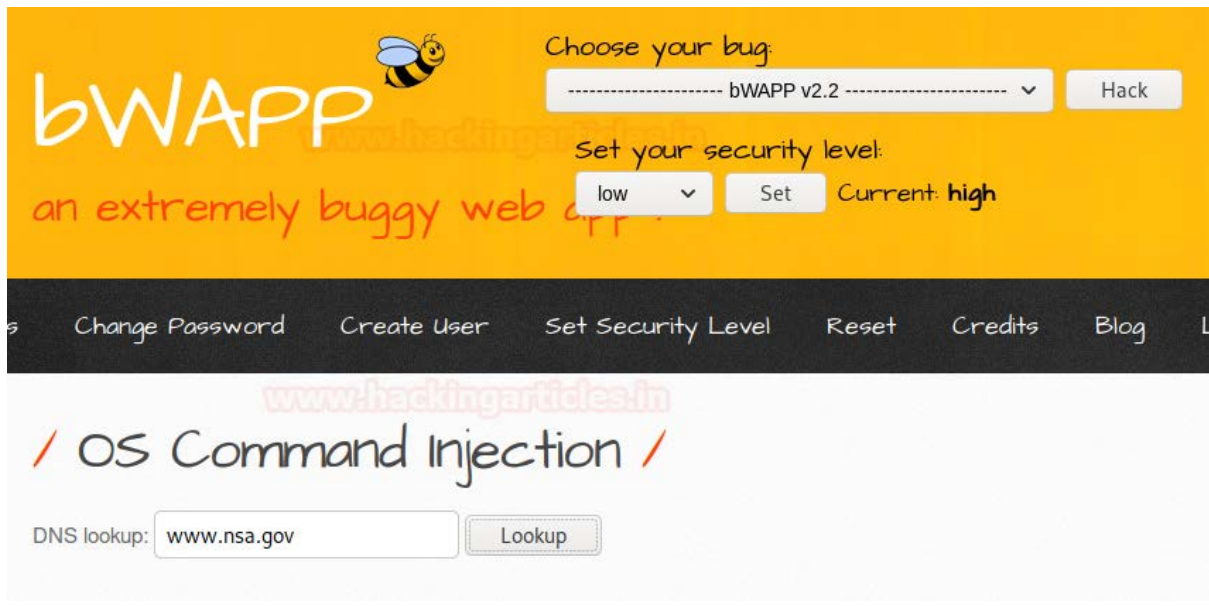 bWAPP
an extremely buggy web app !
Choose your bug:
---------------------- bWAPP v2.2 ----------------------- Hack
Set your security level:
low Set Current: high
www.hackingarticles.in
s Change Password Create User Set Security Level Reset Credits Blog L
www.hackingarticles.in
/ OS Command Injection /
DNS lookup: www.nsa.gov Lookup